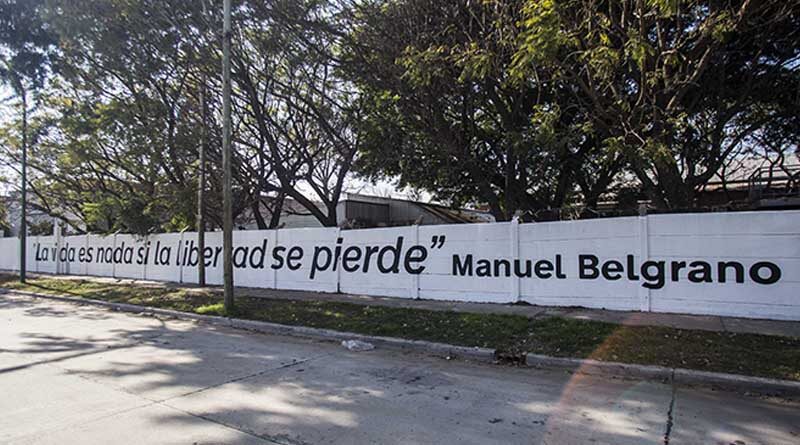 "La vida es nada si la libertad se pierde" Manuel Belgrano